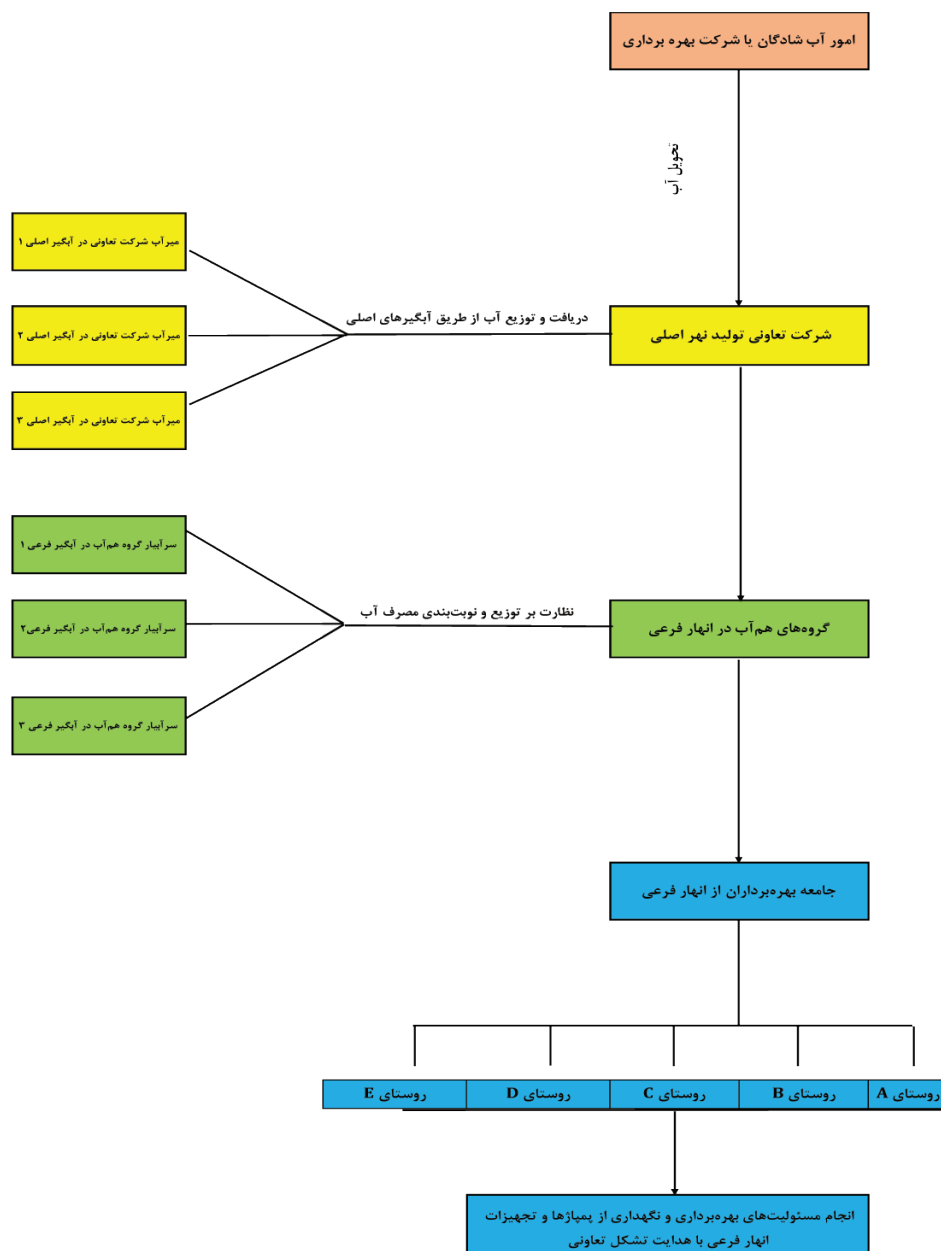 امور آب شادگان یا شرکت بهره برداری
تحویل آب
شرکت تعاونی تولید نهر اصلی
دریافت و توزیع آب از طریق آبگیرهای اصلی
میرآب شرکت تعاونی در آبگیر اصلی ۱
میرآب شرکت تعاونی در آبگیر اصلی ۲
میرآب شرکت تعاونی در آبگیر اصلی ۳
گروه‌های هم‌آب در انهار فرعی
نظارت بر توزیع و نوبت‌بندی مصرف آب
سرآبیار گروه هم‌آب در آبگیر فرعی ۱
سرآبیار گروه هم‌آب در آبگیر فرعی۲
سرآبیار گروه هم‌آب در آبگیر فرعی ۳
جامعه بهره‌برداران از انهار فرعی
روستای A
روستای B
روستای C
روستای D
روستای E
انجام مسئولیت‌های بهره‌برداری و نگهداری از پمپاژها و تجهیزات
انهار فرعی با هدایت تشکل تعاونی